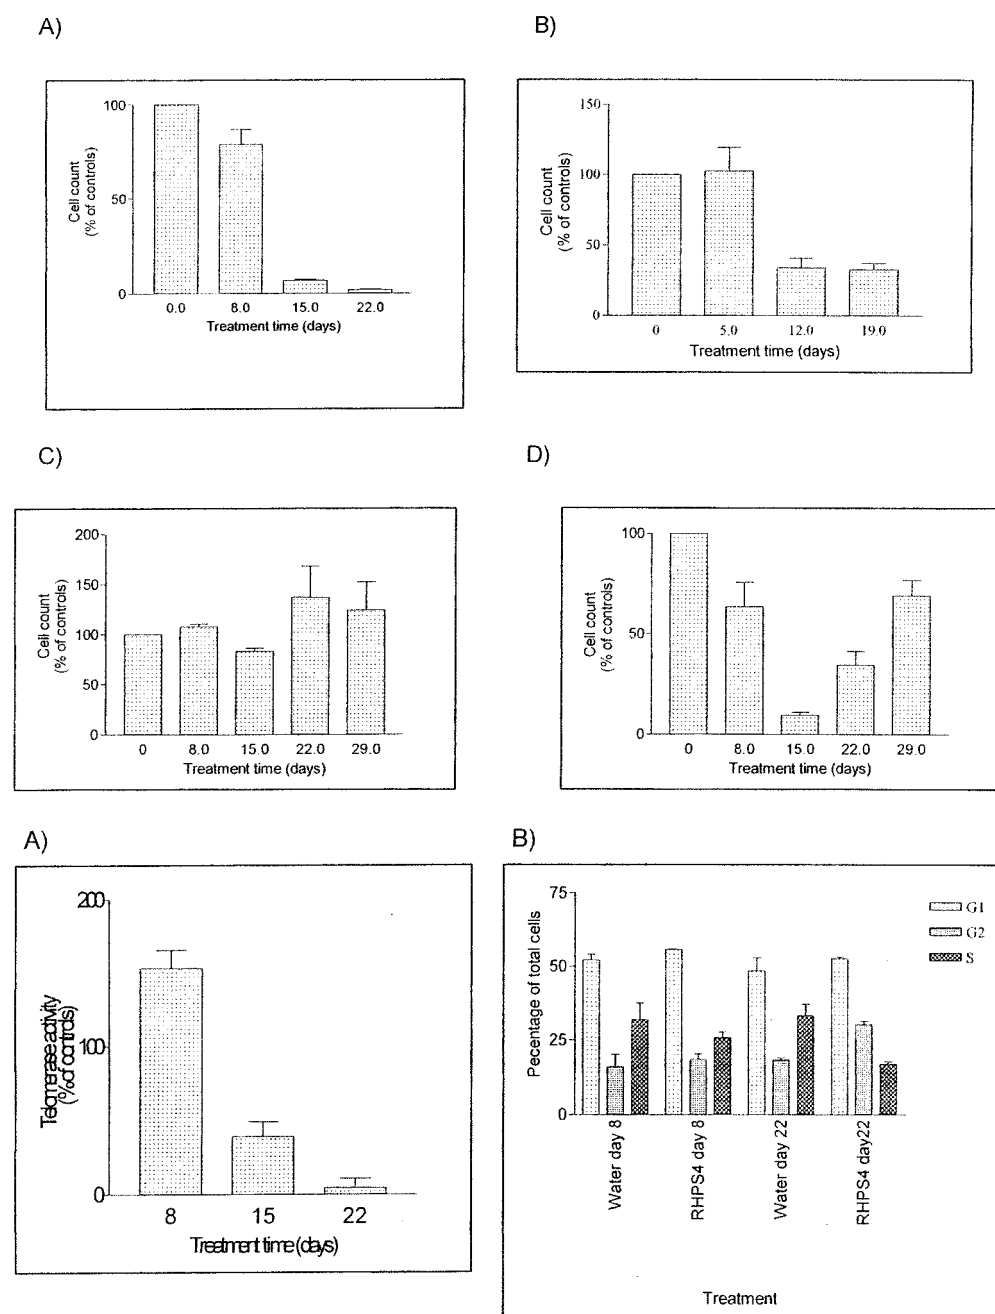 A)
B)
100
50
0
Cell count
(% of controls)
0.0 8.0 15.0 22.0
Treatment time (days)
150
100
50
0
Cell count
(% of controls)
0 5.0 12.0 19.0
Treatment time (days)
C)
D)
200
150
100
50
0
Cell count
(% of controls)
0 8.0 15.0 22.0 29.0
Treatment time (days)
100
50
0
Cell count
(% of controls)
0 8.0 15.0 22.0 29.0
Treatment time (days)
A)
B)
200
100
0
Telomerase activity
(% of controls)
8 15 22
Treatment time (days)
75
50
25
0
Pecentage of total cells
G1
G2
S
Water day 8
RHPS4 day 8
Water day 22
RHPS4 day22
Treatment